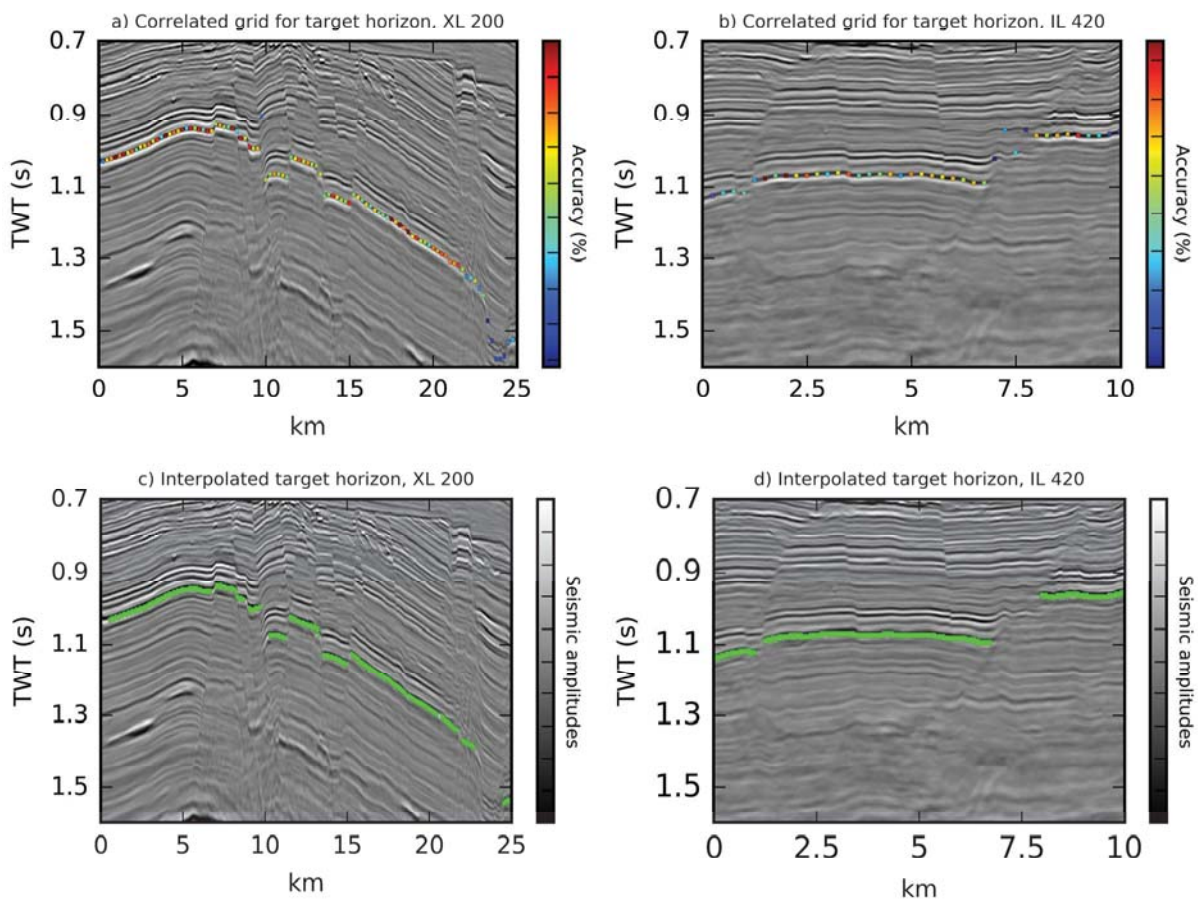 a) Correlated grid for target horizon. XL 200
0.7
0.9
1.1
1.3
1.5
TWT (s)
0
5
10
15
20
25
km
Accuracy (%)
b) Correlated grid for target horizon. IL 420
0.7
0.9
1.1
1.3
1.5
TWT (s)
0
2.5
5
7.5
10
km
Accuracy (%)
c) Interpolated target horizon, XL 200
0.7
0.9
1.1
1.3
1.5
TWT (s)
0
5
10
15
20
25
km
Seismic amplitudes
d) Interpolated target horizon, IL 420
0.7
0.9
1.1
1.3
1.5
TWT (s)
0.0
2.5
5
7.5
10
km
Seismic amplitudes